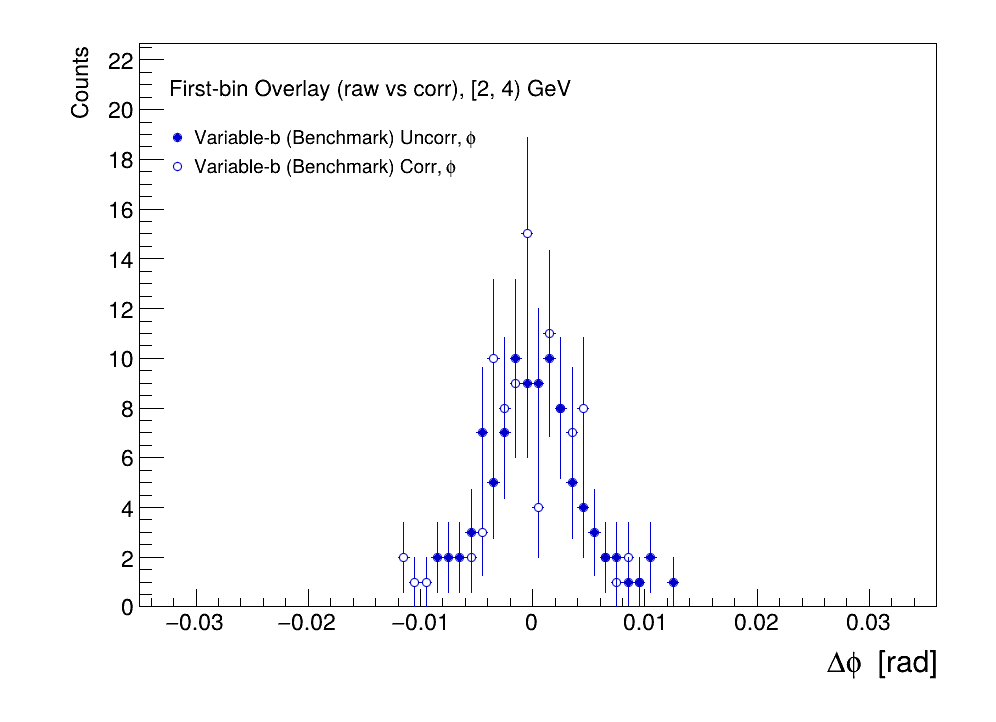 Counts
22
20
18
16
14
12
10
8
6
4
2
0
First-bin Overlay (raw vs corr), [2, 4) GeV
Variable-b (Benchmark) Uncorr, ϕ
Variable-b (Benchmark) Corr, ϕ
−0.03 −0.02 −0.01 0 0.01 0.02 0.03
Δϕ [rad]